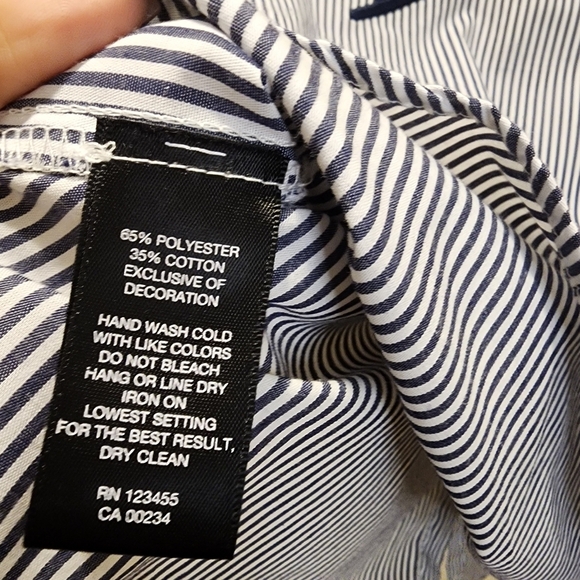 65% POLYESTER
35% COTTON
EXCLUSIVE OF
DECORATION
HAND WASH COLD
WITH LIKE COLORS
DO NOT BLEACH
HANG OR LINE DRY
IRON ON
LOWEST SETTING
FOR THE BEST RESULT,
DRY CLEAN
RN 123455
CA 00234